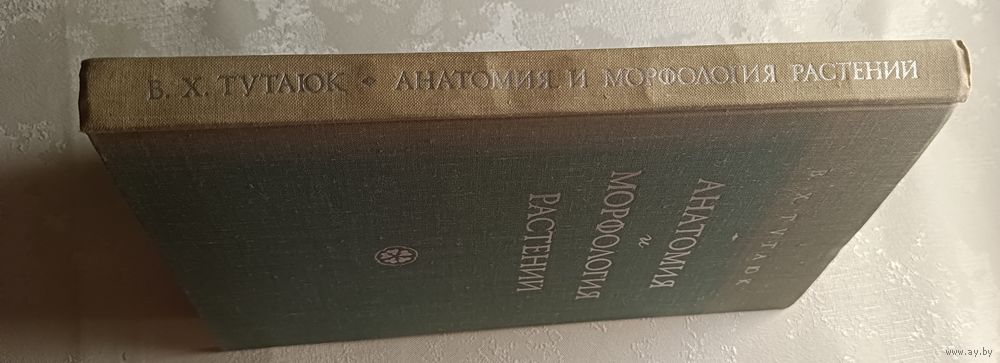 В. Х. ТУТАЮК • АНАТОМИЯ И МОРФОЛОГИЯ РАСТЕНИЙ
В. Х. ТУТАЮК
АНАТОМИЯ
и
МОРФОЛОГИЯ
РАСТЕНИЙ
www.ay.by